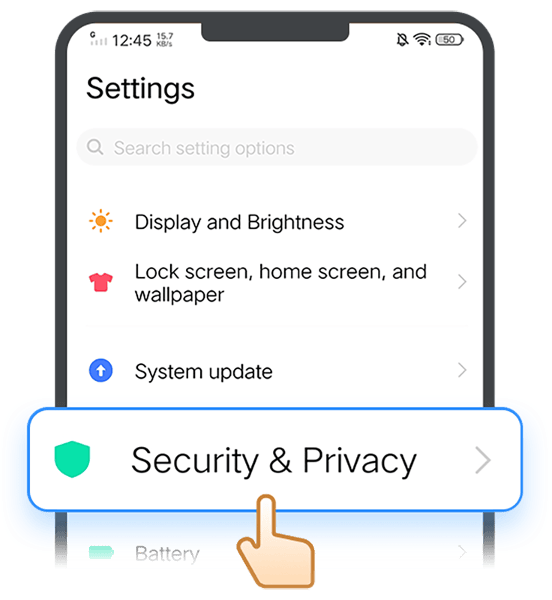 G 12:45 15.7 KB/s 50
Settings
Search setting options
Display and Brightness
Lock screen, home screen, and
wallpaper
System update
Security & Privacy
Battery